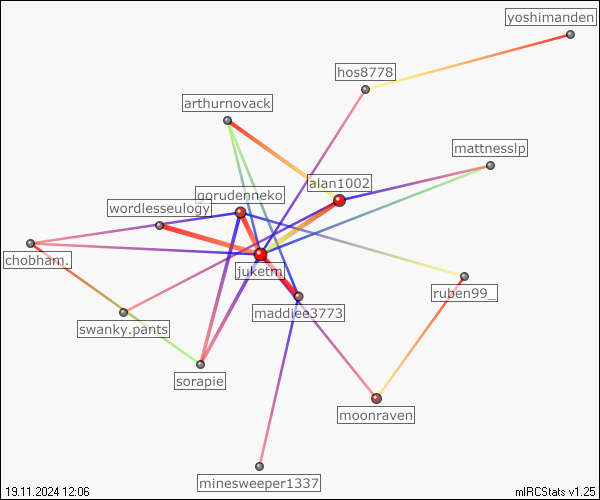 yoshimanden
hos8778
arthurnovack
mattnesslp
alan1002
gorudenneko
wordlesseulogy
chobham.
juketm
ruben99_
maddiee3773
swanky.pants
sorapie
moonraven
minesweeper1337
19.11.2024 12:06
mIRCStats v1.25